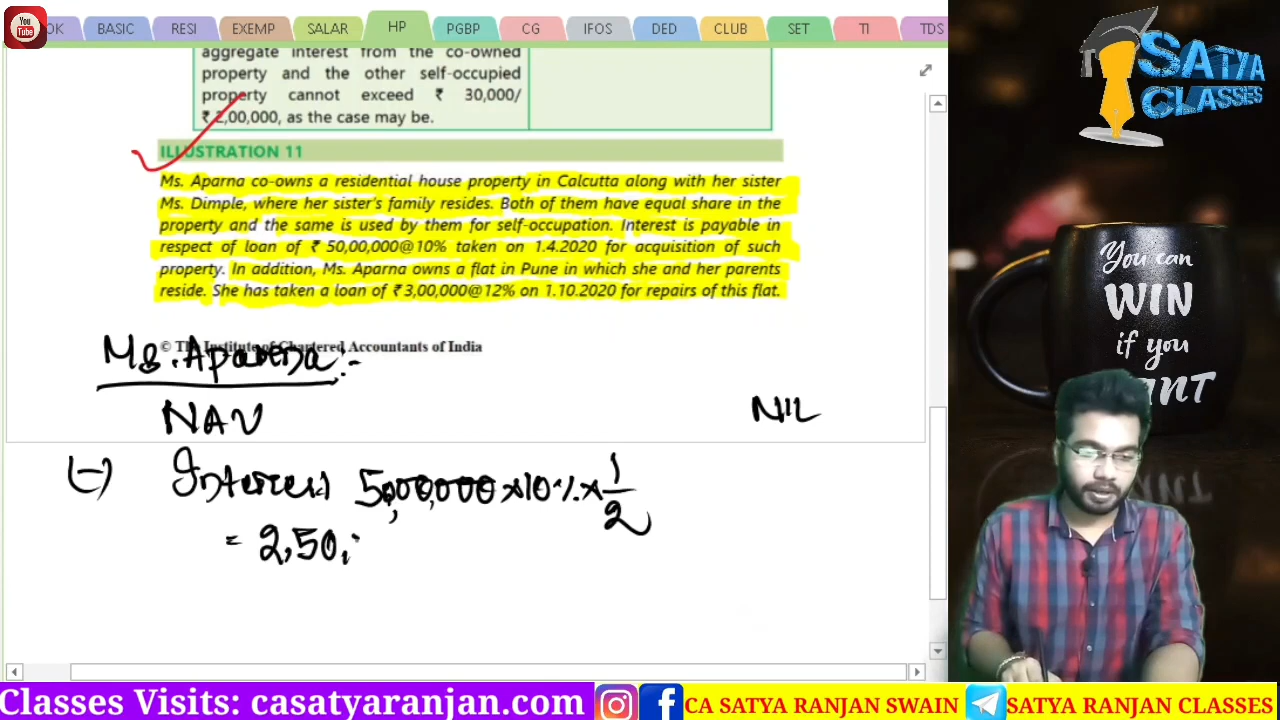 You Tube
OK BASIC RESI EXEMP SALAR HP PGBP CG IFOS DED CLUB SET TI TDS
SATYA
CLASSES
aggregate interest from the co-owned
property and the other self-occupied
property cannot exceed ₹ 30,000/
₹ 2,00,000, as the case may be.
ILLUSTRATION 11
Ms. Aparna co-owns a residential house property in Calcutta along with her sister
Ms. Dimple, where her sister's family resides. Both of them have equal share in the
property and the same is used by them for self-occupation. Interest is payable in
respect of loan of ₹ 50,00,000@10% taken on 1.4.2020 for acquisition of such
property. In addition, Ms. Aparna owns a flat in Pune in which she and her parents
reside. She has taken a loan of ₹ 3,00,000@12% on 1.10.2020 for repairs of this flat.
© The Institute of Chartered Accountants of India
Ms. Aparna :-
NAV NIL
(-) Interest 50,00,000 x 10% x 1/2
= 2,50,
You can
WIN
if you
Classes Visits: casatyaranjan.com CA SATYA RANJAN SWAIN SATYA RANJAN CLASSES